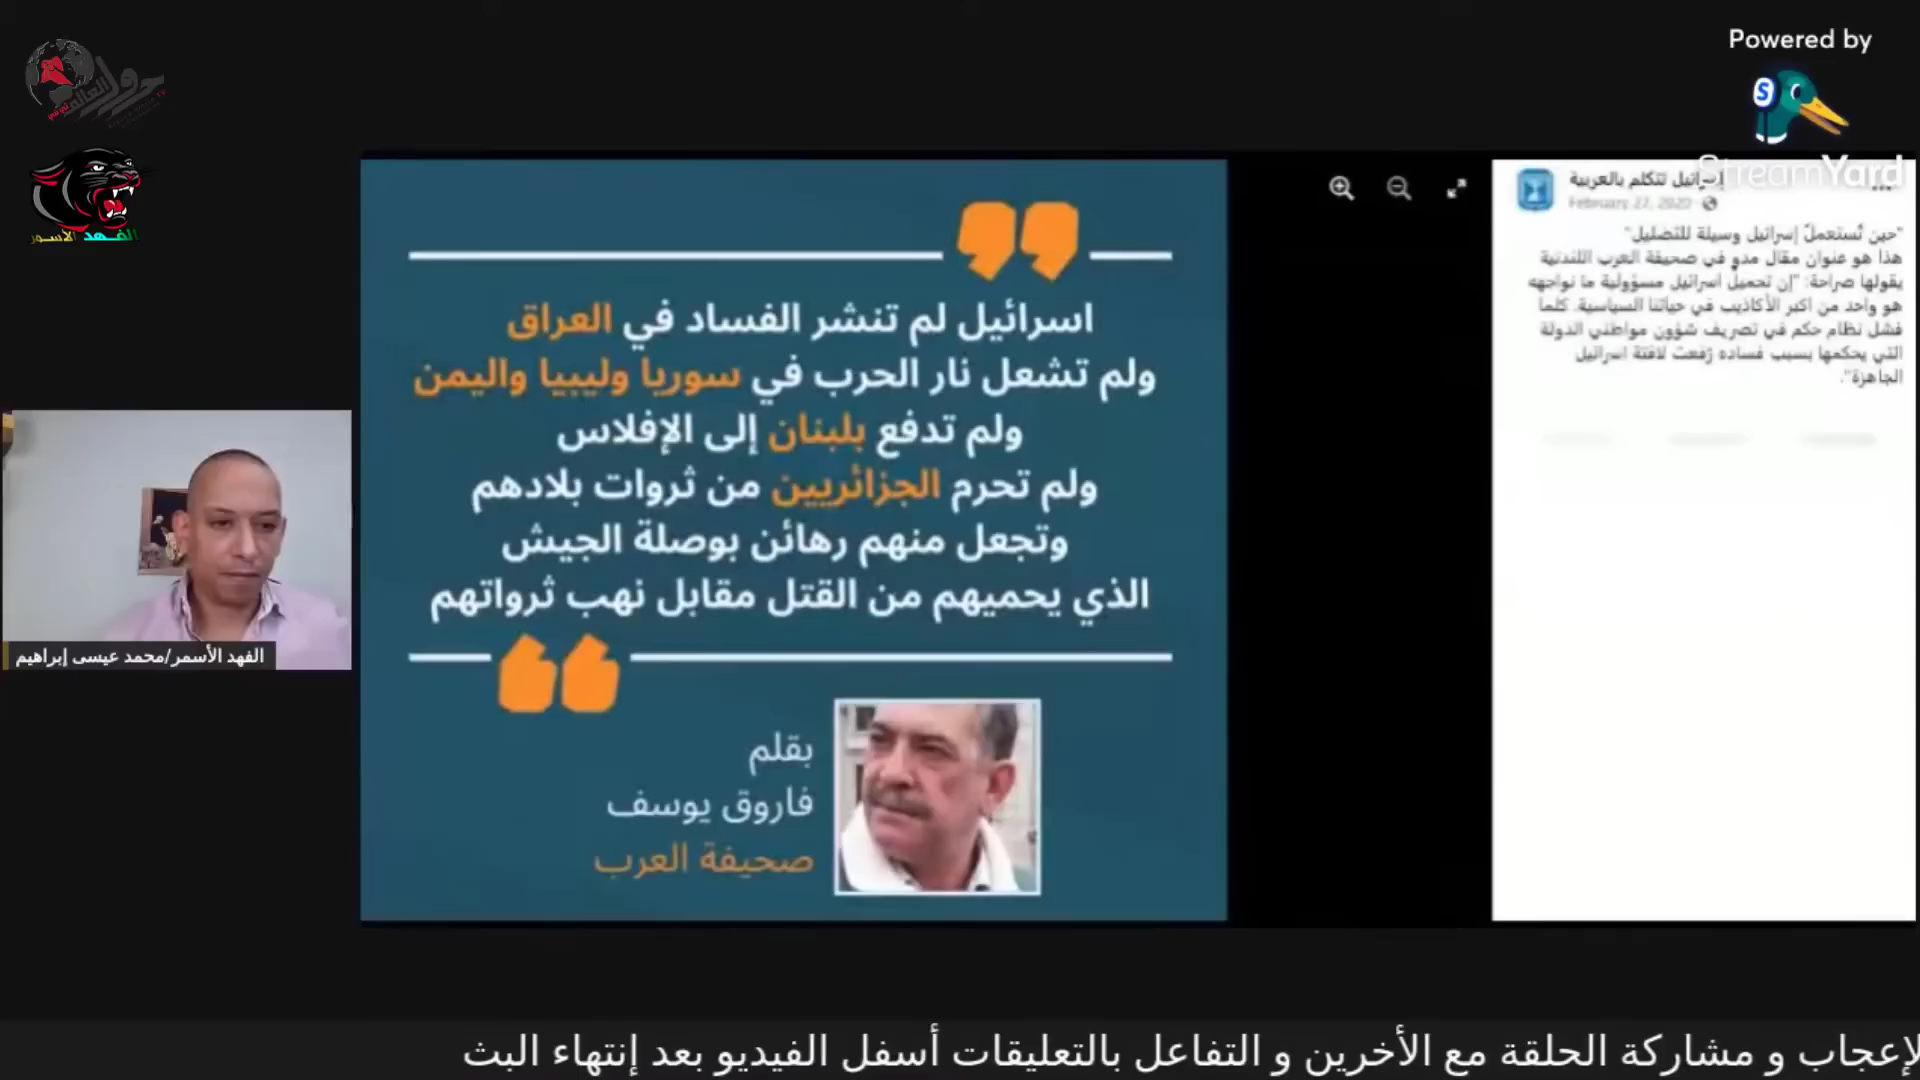 Powered by
StreamYard
حول العالم
الفهد الأسمر
اسرائيل لم تنشر الفساد في العراق
ولم تشعل نار الحرب في سوريا وليبيا واليمن
ولم تدفع بلبنان إلى الإفلاس
ولم تحرم الجزائريين من ثروات بلادهم
وتجعل منهم رهائن بوصلة الجيش
الذي يحميهم من القتل مقابل نهب ثرواتهم
بقلم
فاروق يوسف
صحيفة العرب
إسرائيل تتكلم بالعربية
February 27, 2020
"حين تُستعملُ إسرائيل وسيلة للتضليل"
هذا هو عنوان مقال مدوٍ في صحيفة العرب اللندنية
يقولها صراحة: "إن تحميل اسرائيل مسؤولية ما نواجهه
هو واحد من اكبر الأكاذيب في حياتنا السياسية. كلما
فشل نظام حكم في تصريف شؤون مواطني الدولة
التي يحكمها بسبب فساده رُفعت لافتة اسرائيل
الجاهزة".
الفهد الأسمر/محمد عيسى إبراهيم
لإعجاب و مشاركة الحلقة مع الأخرين و التفاعل بالتعليقات أسفل الفيديو بعد إنتهاء البث